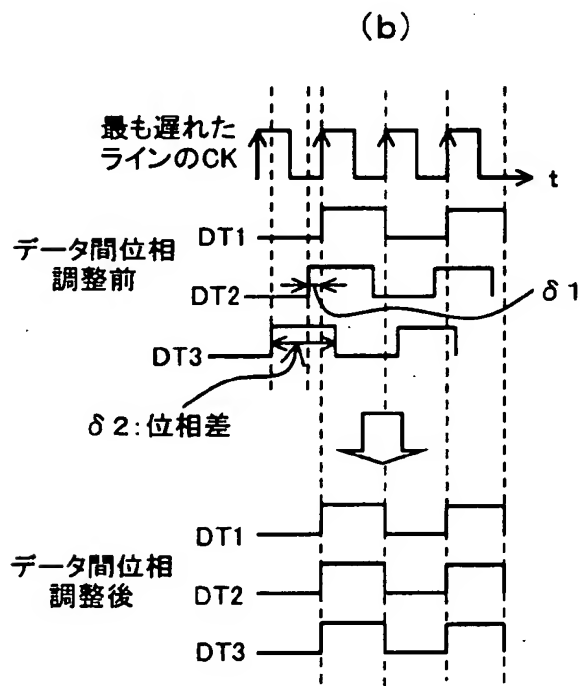 (b)
最も遅れた
ラインのCK
t
データ間位相
調整前
DT1
DT2
δ1
DT3
δ2:位相差
データ間位相
調整後
DT1
DT2
DT3